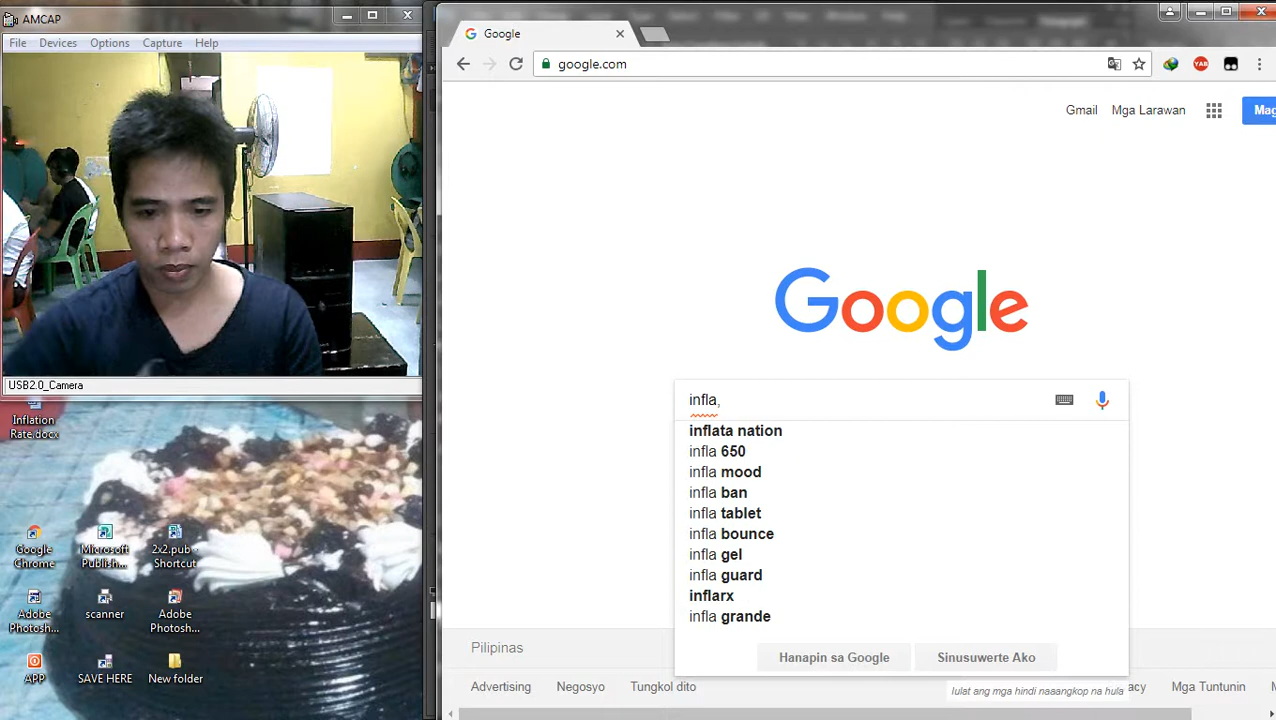 AMCAP
File Devices Options Capture Help
USB2.0_Camera
Inflation
Rate.docx
Google
Chrome
Microsoft
Publish...
2x2.pub -
Shortcut
Adobe
Photosh...
scanner
Adobe
Photosh...
APP
SAVE HERE
New folder
Google
google.com
Gmail Mga Larawan
Mag
Google
infla,
inflata nation
infla 650
infla mood
infla ban
infla tablet
infla bounce
infla gel
infla guard
inflarx
infla grande
Hanapin sa Google Sinusuwerte Ako
Iulat ang mga hindi naaangkop na hula
Pilipinas
Advertising Negosyo Tungkol dito acy Mga Tuntunin